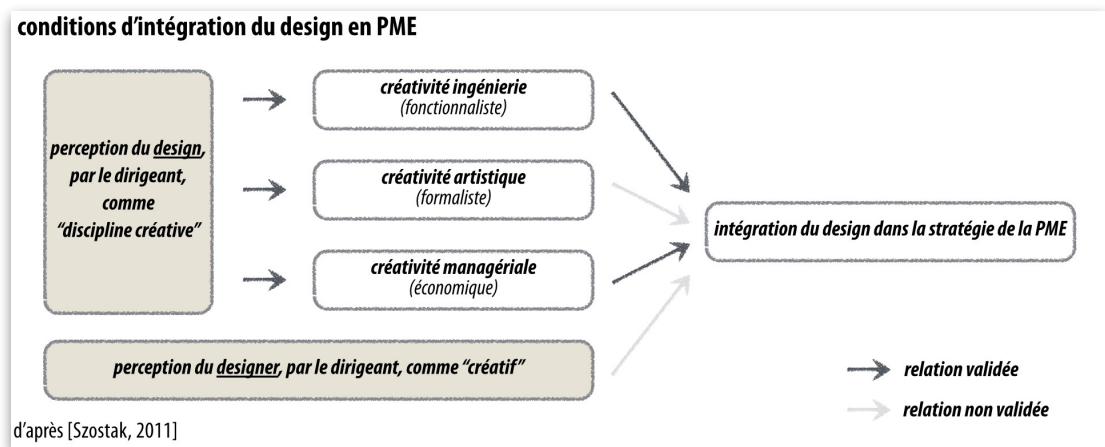 conditions d'intégration du design en PME
perception du design,
par le dirigeant,
comme
“discipline créative”
créativité ingénierie
(fonctionnaliste)
créativité artistique
(formaliste)
créativité managériale
(économique)
intégration du design dans la stratégie de la PME
perception du designer, par le dirigeant, comme “créatif”
relation validée
relation non validée
d'après [Szostak, 2011]